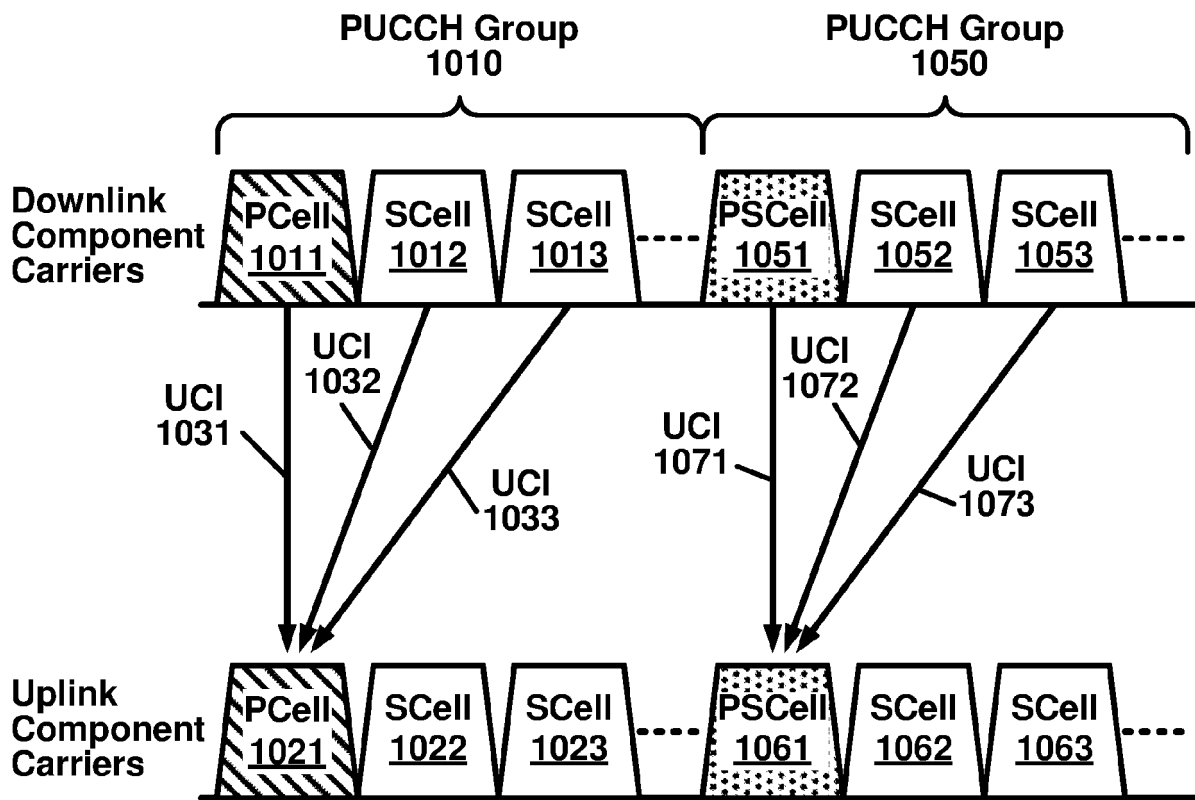 PUCCH Group
1010
PUCCH Group
1050
Downlink
Component
Carriers
PCell
1011
SCell
1012
SCell
1013
PSCell
1051
SCell
1052
SCell
1053
UCI
1031
UCI
1032
UCI
1033
UCI
1071
UCI
1072
UCI
1073
Uplink
Component
Carriers
PCell
1021
SCell
1022
SCell
1023
PSCell
1061
SCell
1062
SCell
1063